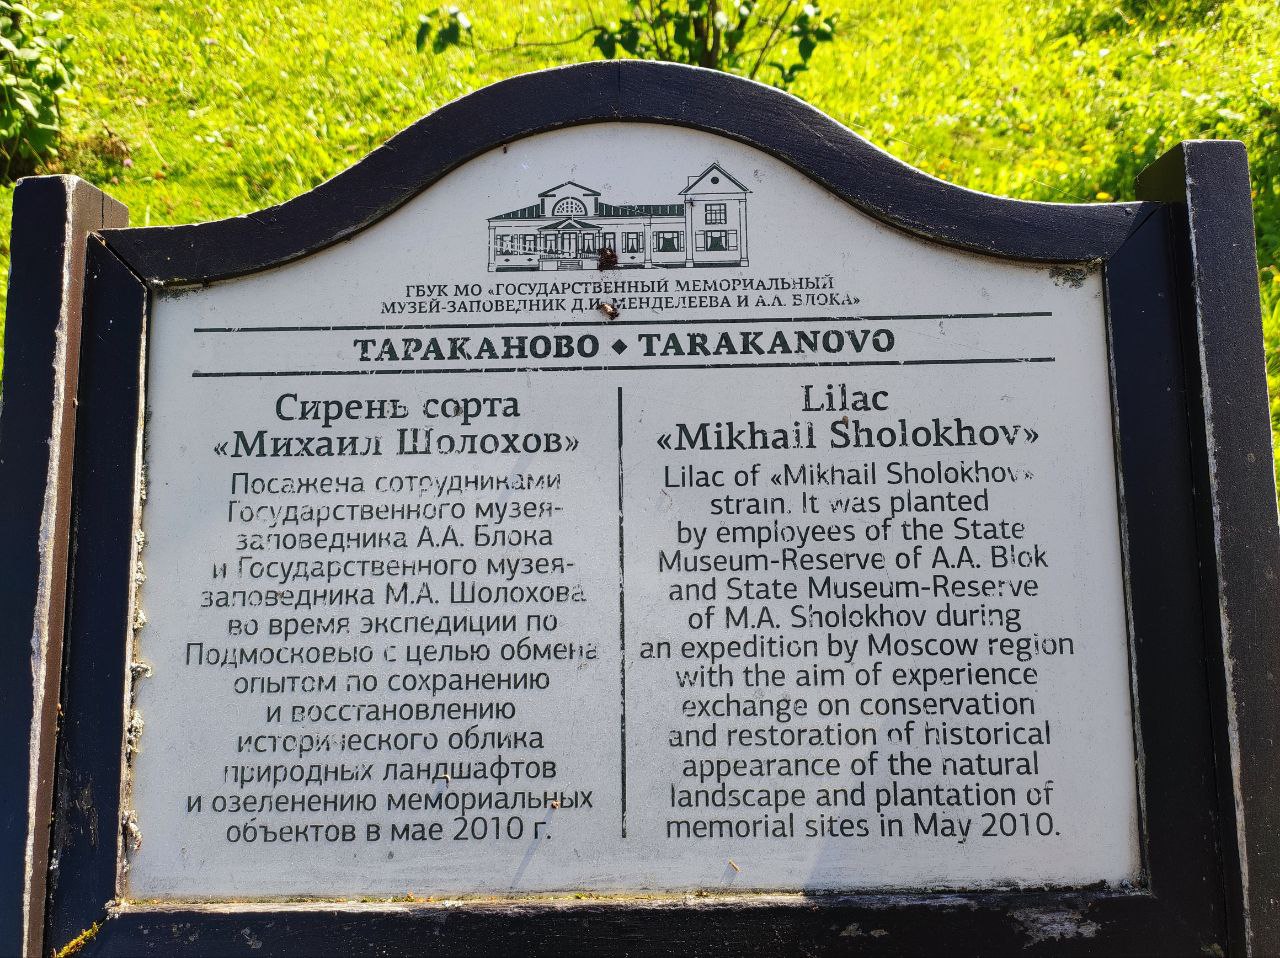 ГБУК МО «ГОСУДАРСТВЕННЫЙ МЕМОРИАЛЬНЫЙ
МУЗЕЙ-ЗАПОВЕДНИК Д.И. МЕНДЕЛЕЕВА И А.А. БЛОКА»
ТАРАКАНОВО ◆ TARAKANOVO
Сирень сорта
«Михаил Шолохов»
Посажена сотрудниками
Государственного музея-
заповедника А.А. Блока
и Государственного музея-
заповедника М.А. Шолохова
во время экспедиции по
Подмосковью с целью обмена
опытом по сохранению
и восстановлению
исторического облика
природных ландшафтов
и озеленению мемориальных
объектов в мае 2010 г.
Lilac
«Mikhail Sholokhov»
Lilac of «Mikhail Sholokhov»
strain. It was planted
by employees of the State
Museum-Reserve of A.A. Blok
and State Museum-Reserve
of M.A. Sholokhov during
an expedition by Moscow region
with the aim of experience
exchange on conservation
and restoration of historical
appearance of the natural
landscape and plantation of
memorial sites in May 2010.